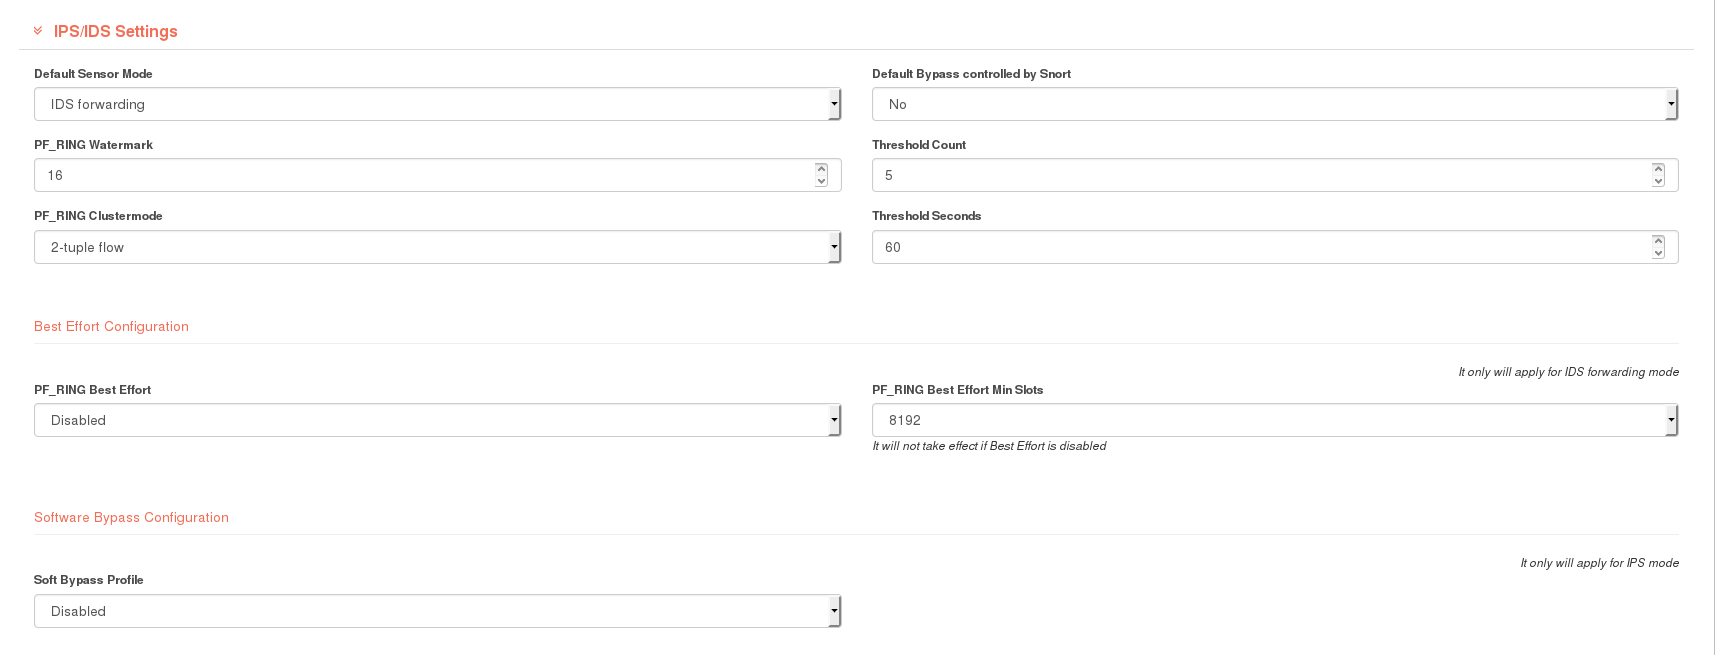 IPS/IDS Settings
Default Sensor Mode
IDS forwarding
Default Bypass controlled by Snort
No
PF_RING Watermark
16
Threshold Count
5
PF_RING Clustermode
2-tuple flow
Threshold Seconds
60
Best Effort Configuration
It only will apply for IDS forwarding mode
PF_RING Best Effort
Disabled
PF_RING Best Effort Min Slots
8192
It will not take effect if Best Effort is disabled
Software Bypass Configuration
It only will apply for IPS mode
Soft Bypass Profile
Disabled